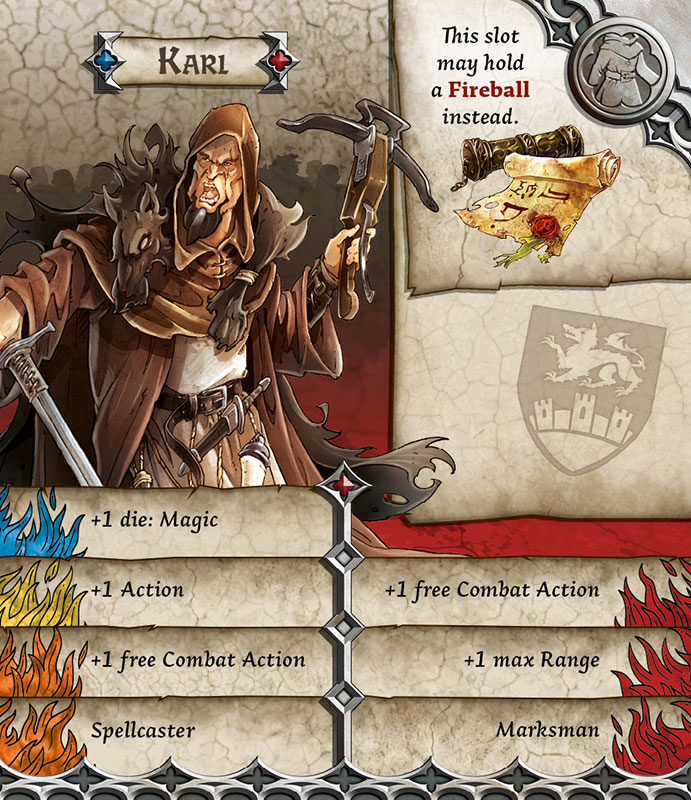 Karl
This slot
may hold
a Fireball
instead.
+1 die: Magic
+1 Action
+1 free Combat Action
+1 free Combat Action
+1 max Range
Spellcaster
Marksman